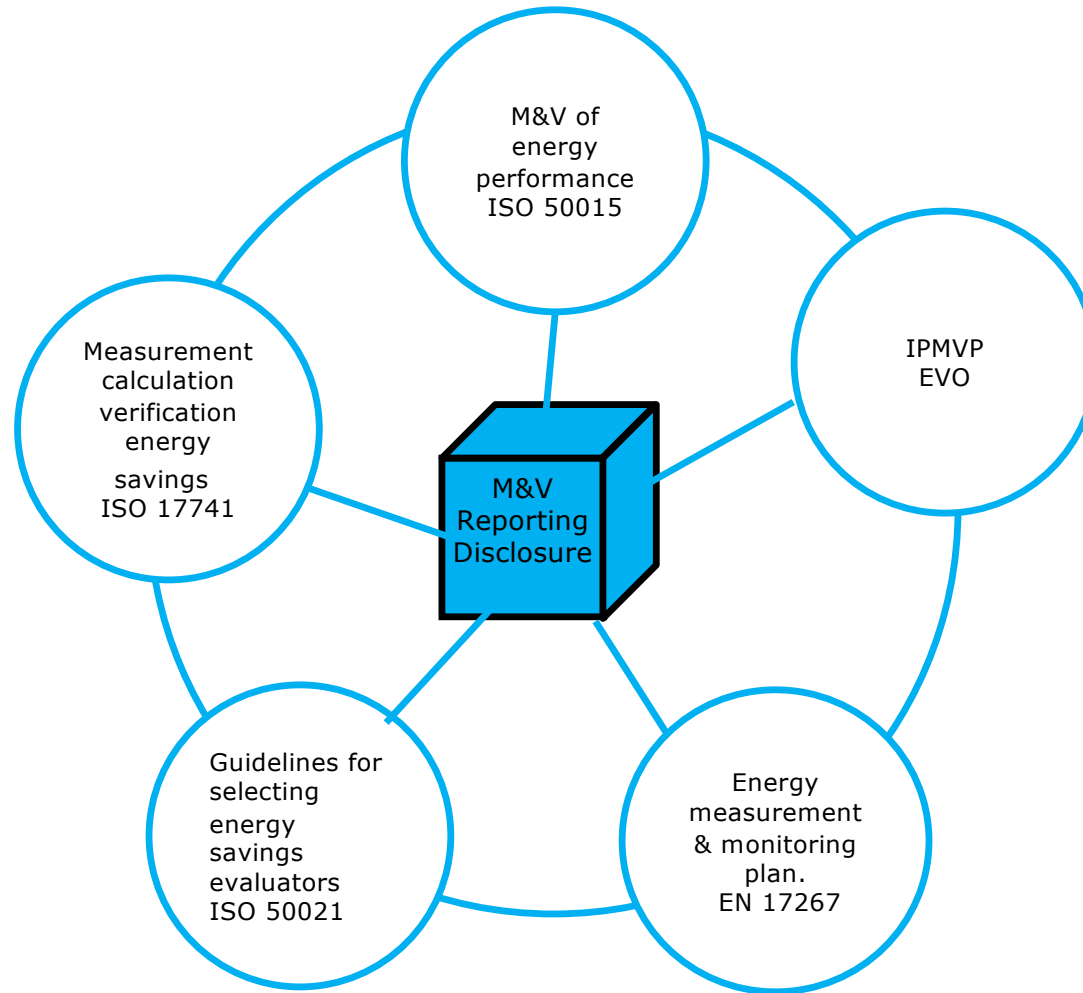 M&V of
energy
performance
ISO 50015
IPMVP
EVO
Measurement
calculation
verification
energy
savings
ISO 17741
M&V
Reporting
Disclosure
Guidelines for
selecting
energy
savings
evaluators
ISO 50021
Energy
measurement
& monitoring
plan.
EN 17267